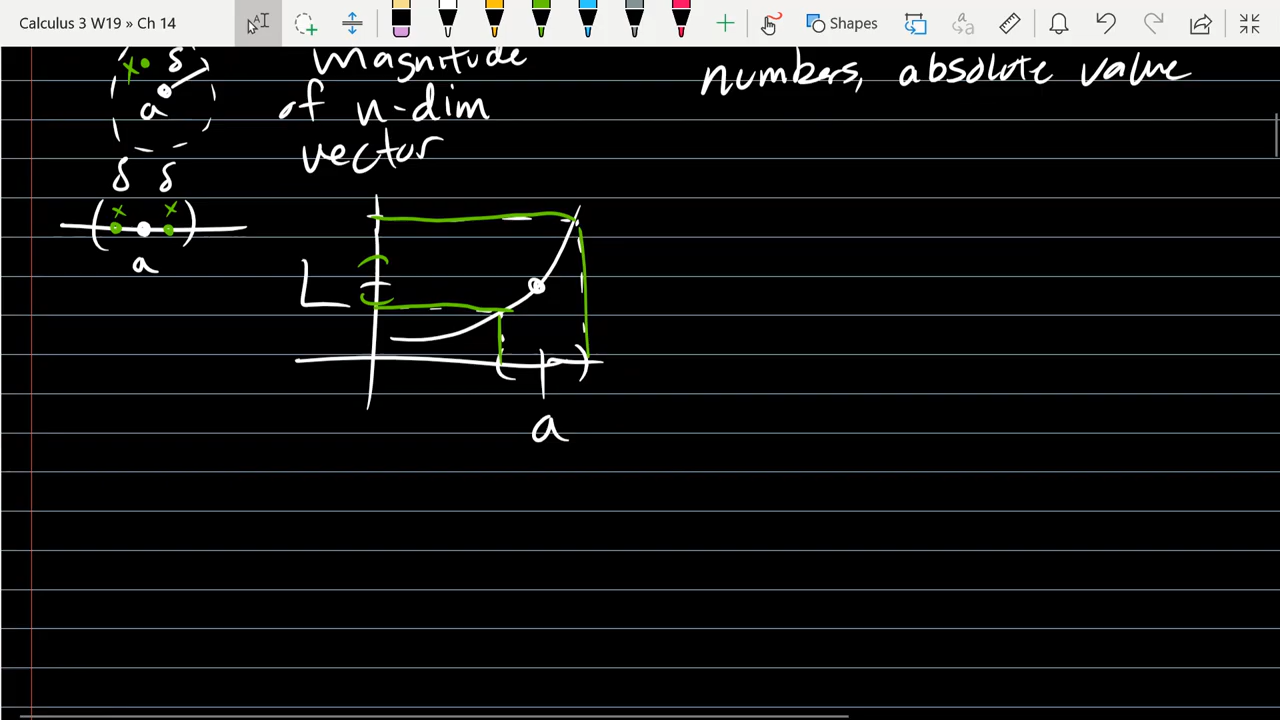 Calculus 3 W19 » Ch 14
Shapes
x δ
magnitude
numbers, absolute value
a
of n-dim
vector
δ δ
x x
( )
a
L
( )
a